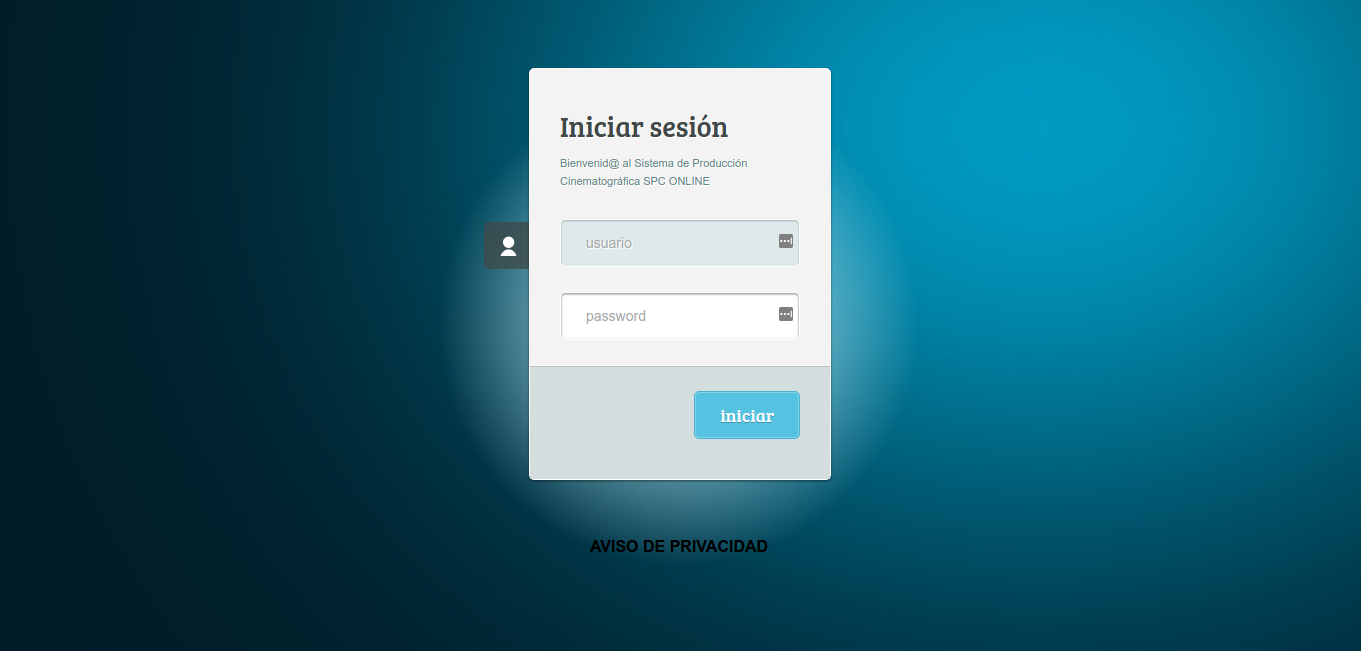 Iniciar sesión
Bienvenid@ al Sistema de Producción
Cinematográfica SPC ONLINE
usuario
password
iniciar
AVISO DE PRIVACIDAD